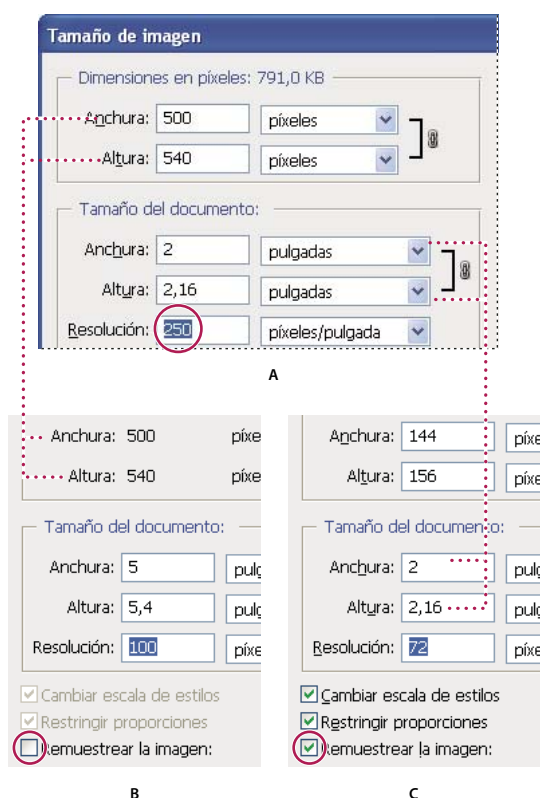 Tamaño de imagen
Dimensiones en píxeles: 791,0 KB
Anchura: 500 píxeles
Altura: 540 píxeles
Tamaño del documento:
Anchura: 2 pulgadas
Altura: 2,16 pulgadas
Resolución: 250 píxeles/pulgada
A
Anchura: 500 píxe
Altura: 540 píxe
Tamaño del documento:
Anchura: 5 pulg
Altura: 5,4 pulg
Resolución: 100 píxe
Cambiar escala de estilos
Restringir proporciones
Remuestrear la imagen:
B
Anchura: 144 píxe
Altura: 156 píxe
Tamaño del documento:
Anchura: 2 pulg
Altura: 2,16 pulg
Resolución: 72 píxe
Cambiar escala de estilos
Restringir proporciones
Remuestrear la imagen:
C